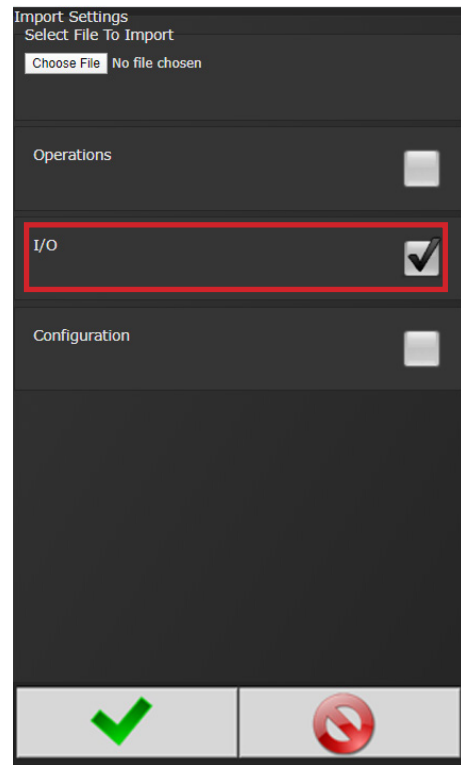 Import Settings
Select File To Import
Choose File No file chosen
Operations
I/O
Configuration